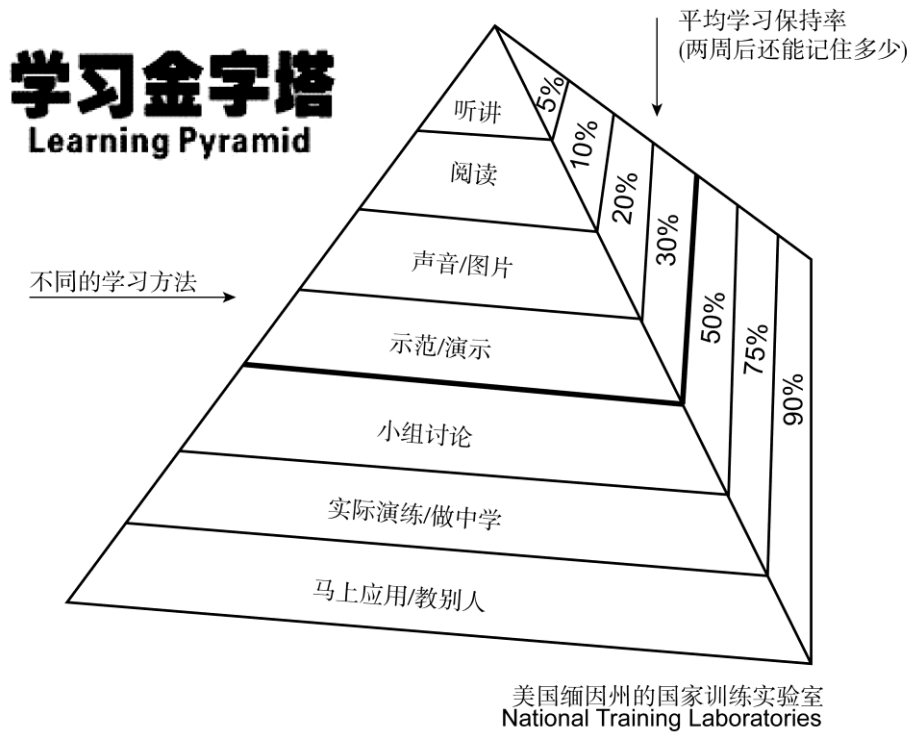 学习金字塔
Learning Pyramid
平均学习保持率
(两周后还能记住多少)
不同的学习方法
听讲
5%
阅读
10%
声音/图片
20%
示范/演示
30%
小组讨论
50%
实际演练/做中学
75%
马上应用/教别人
90%
美国缅因州的国家训练实验室
National Training Laboratories